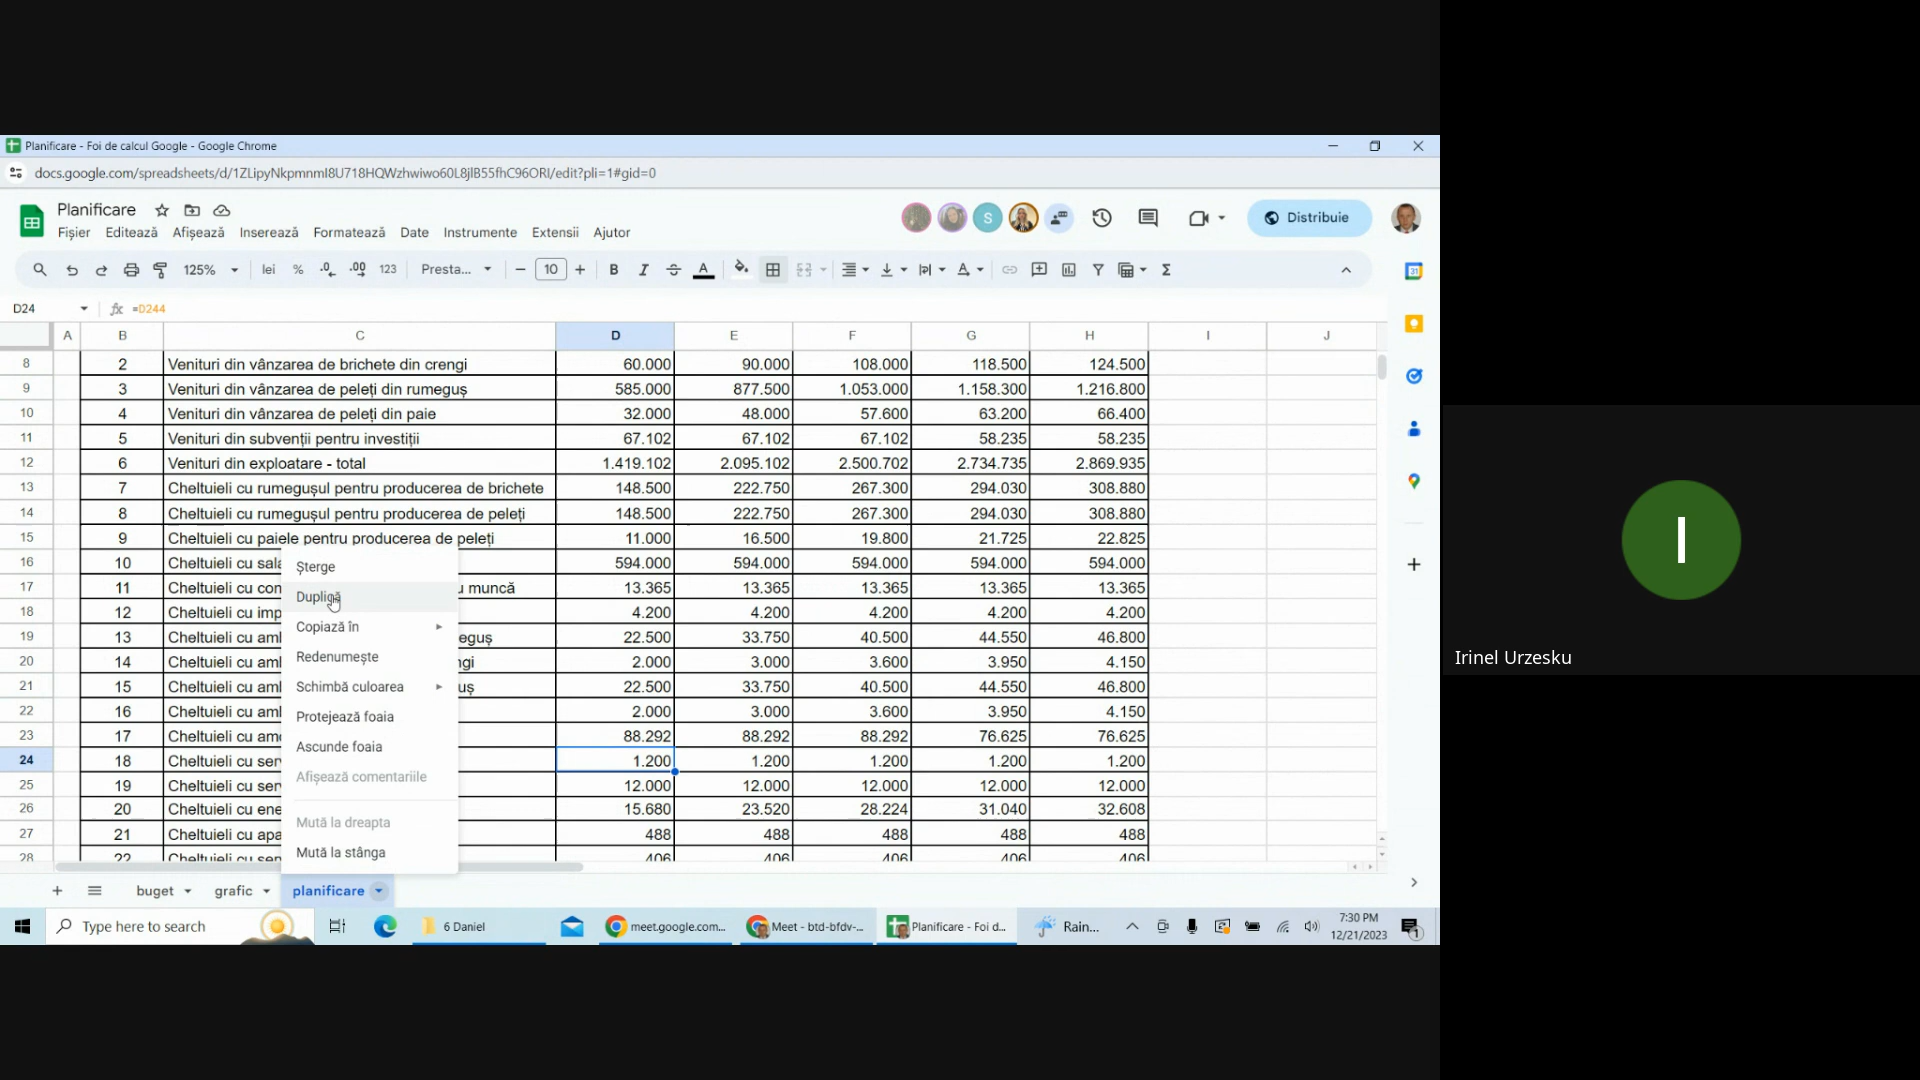 Planificare - Foi de calcul Google - Google Chrome
docs.google.com/spreadsheets/d/1ZLipyNkpmnmI8U718HQWzhwiwo60L8jlB55fhC96ORI/edit?pli=1#gid=0
Planificare
S
Distribuie
Fișier Editează Afișează Inserează Formatează Date Instrumente Extensii Ajutor
125% lei % .0 .00 123 Presta... − 10 + B I S A Σ
D24 fx =D244
A B C D E F G H I J
8 2 Venituri din vânzarea de brichete din crengi 60.000 90.000 108.000 118.500 124.500
9 3 Venituri din vânzarea de peleți din rumeguș 585.000 877.500 1.053.000 1.158.300 1.216.800
10 4 Venituri din vânzarea de peleți din paie 32.000 48.000 57.600 63.200 66.400
11 5 Venituri din subvenții pentru investiții 67.102 67.102 67.102 58.235 58.235
12 6 Venituri din exploatare - total 1.419.102 2.095.102 2.500.702 2.734.735 2.869.935
13 7 Cheltuieli cu rumegușul pentru producerea de brichete 148.500 222.750 267.300 294.030 308.880
14 8 Cheltuieli cu rumegușul pentru producerea de peleți 148.500 222.750 267.300 294.030 308.880
15 9 Cheltuieli cu paiele pentru producerea de peleți 11.000 16.500 19.800 21.725 22.825
16 10 Cheltuieli cu sala 594.000 594.000 594.000 594.000 594.000
17 11 Cheltuieli cu con muncă 13.365 13.365 13.365 13.365 13.365
18 12 Cheltuieli cu imp 4.200 4.200 4.200 4.200 4.200
19 13 Cheltuieli cu aml eguș 22.500 33.750 40.500 44.550 46.800
20 14 Cheltuieli cu aml ngi 2.000 3.000 3.600 3.950 4.150
21 15 Cheltuieli cu aml uș 22.500 33.750 40.500 44.550 46.800
22 16 Cheltuieli cu aml 2.000 3.000 3.600 3.950 4.150
23 17 Cheltuieli cu amo 88.292 88.292 88.292 76.625 76.625
24 18 Cheltuieli cu ser 1.200 1.200 1.200 1.200 1.200
25 19 Cheltuieli cu ser 12.000 12.000 12.000 12.000 12.000
26 20 Cheltuieli cu ene 15.680 23.520 28.224 31.040 32.608
27 21 Cheltuieli cu apa 488 488 488 488 488
28 22 Cheltuieli cu ser 406 406 406 406 406
Șterge
Duplică
Copiază în
Redenumește
Schimbă culoarea
Protejează foaia
Ascunde foaia
Afișează comentariile
Mută la dreapta
Mută la stânga
+ buget grafic planificare
Type here to search 6 Daniel meet.google.com... Meet - btd-bfdv-... Planificare - Foi d... Rain...
7:30 PM
12/21/2023
1
31
I
Irinel Urzesku